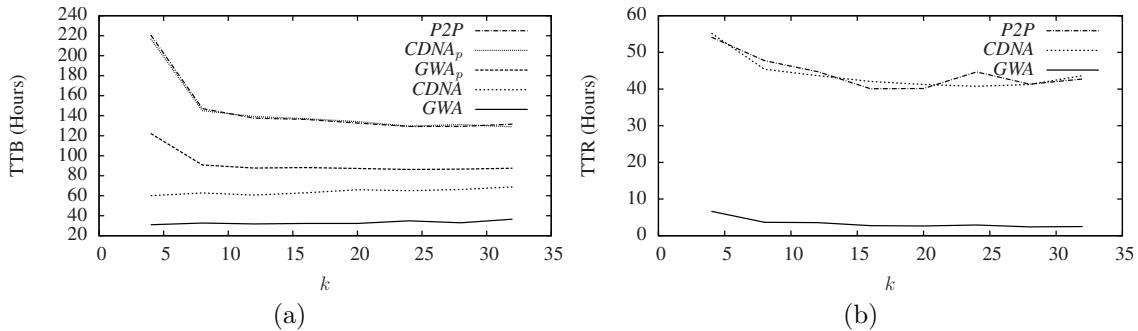 240
220
200
180
160
140
120
100
80
60
40
20
TTB (Hours)
P2P
CDNA_p
GWA_p
CDNA
GWA
0 5 10 15 20 25 30 35
k
(a)
60
50
40
30
20
10
0
TTR (Hours)
P2P
CDNA
GWA
0 5 10 15 20 25 30 35
k
(b)